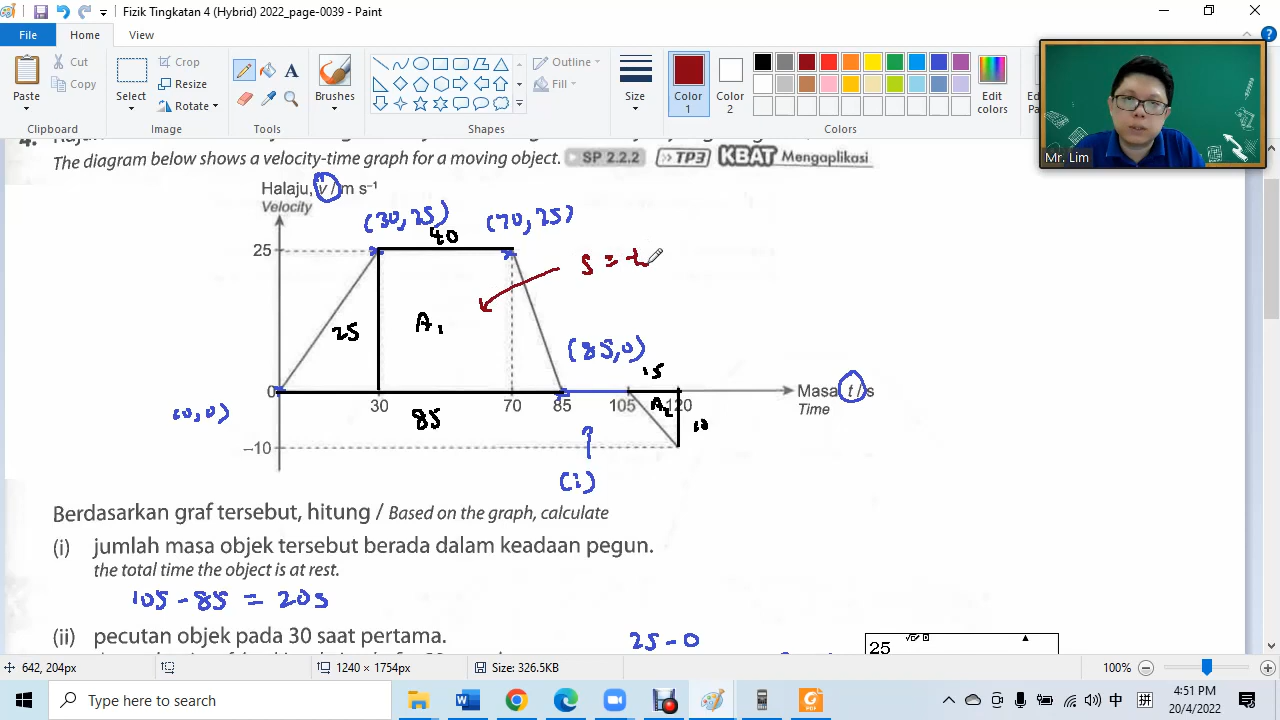 Fizik Tingkatan 4 (Hybrid) 2022_page-0039 - Paint
File Home View
Paste Cut Copy Clipboard
Select Crop Resize Rotate Image
Tools
Brushes
Shapes
Outline Fill
Size
Color 1 Color 2 Edit colors
Colors
Mr. Lim
4.
The diagram below shows a velocity-time graph for a moving object. SP 2.2.2 TP3 KBAT Mengaplikasi
Halaju, v / m s⁻¹
Velocity
(30,25) (70,25)
40
25
s = t
25 A₁
(85,0)
15
0 30 70 85 105 120
Masa t / s
Time
(0,0) 85 A₂ 10
−10
(i)
Berdasarkan graf tersebut, hitung / Based on the graph, calculate
(i) jumlah masa objek tersebut berada dalam keadaan pegun.
the total time the object is at rest.
105 - 85 = 20s
(ii) pecutan objek pada 30 saat pertama.
25 - 0
25
642, 204px 1240 × 1754px Size: 326.5KB 100%
Type here to search
中 拼 4:51 PM
20/4/2022